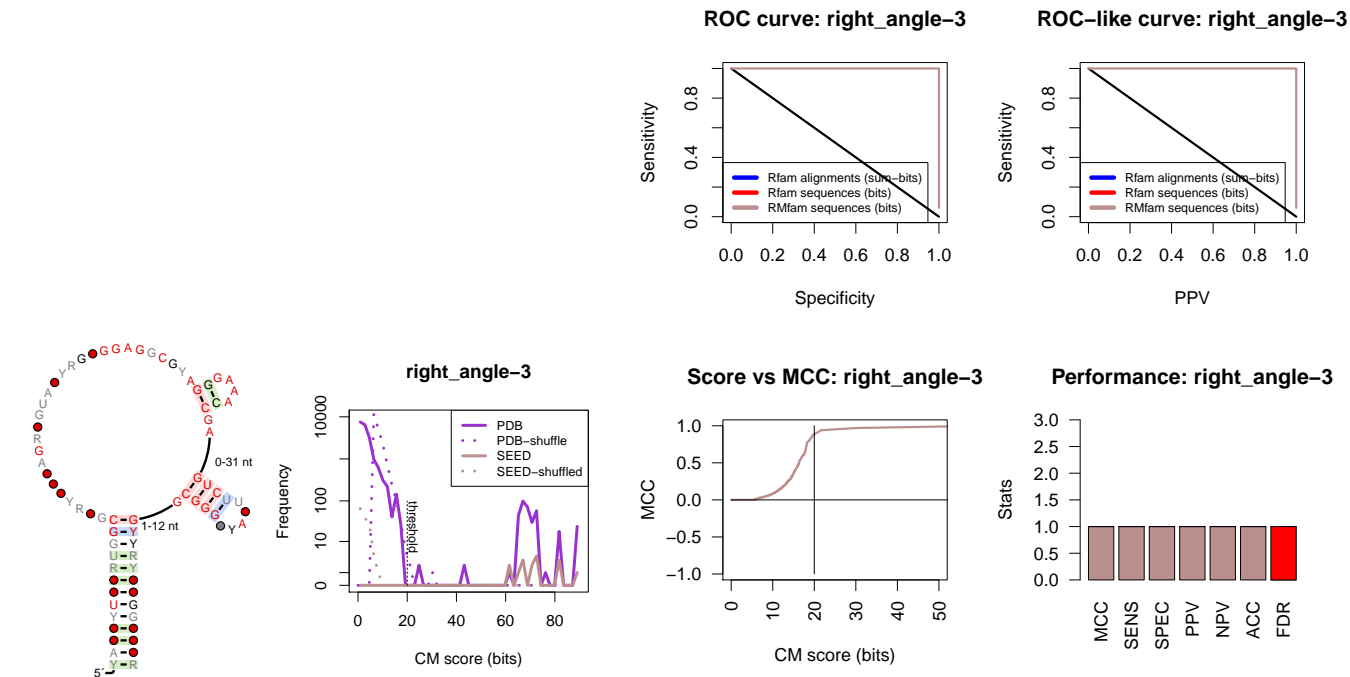 ROC curve: right_angle−3
Sensitivity
0.0 0.4 0.8
Rfam alignments (sum−bits)
Rfam sequences (bits)
RMfam sequences (bits)
0.0 0.2 0.4 0.6 0.8 1.0
Specificity
ROC−like curve: right_angle−3
Sensitivity
0.0 0.4 0.8
Rfam alignments (sum−bits)
Rfam sequences (bits)
RMfam sequences (bits)
0.0 0.2 0.4 0.6 0.8 1.0
PPV
0-31 nt
1-12 nt
5´
right_angle−3
Frequency
0 10 100 10000
PDB
PDB−shuffle
SEED
SEED−shuffled
threshold
0 20 40 60 80
CM score (bits)
Score vs MCC: right_angle−3
MCC
−1.0 −0.5 0.0 0.5 1.0
0 10 20 30 40 50
CM score (bits)
Performance: right_angle−3
Stats
0.0 0.5 1.0 1.5 2.0 2.5 3.0
MCC SENS SPEC PPV NPV ACC FDR